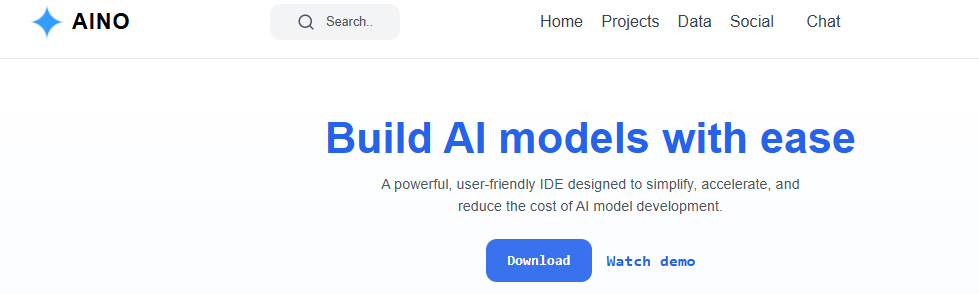 AINO
Search..
Home Projects Data Social Chat
Build AI models with ease
A powerful, user-friendly IDE designed to simplify, accelerate, and
reduce the cost of AI model development.
Download Watch demo